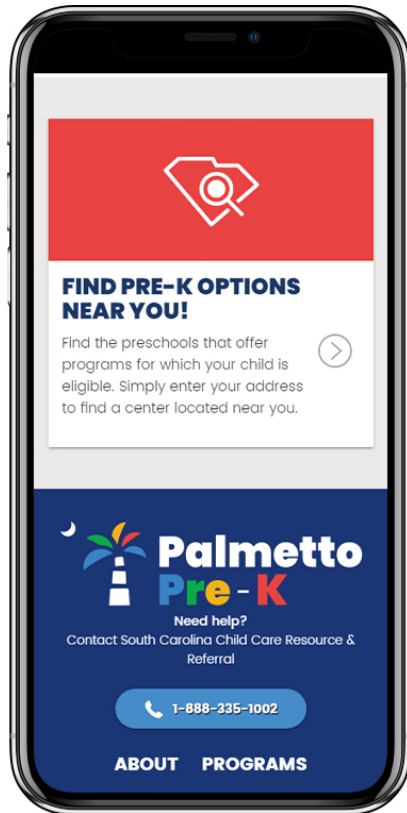 FIND PRE-K OPTIONS
NEAR YOU!
Find the preschools that offer
programs for which your child is
eligible. Simply enter your address
to find a center located near you.
Palmetto
Pre-K
Need help?
Contact South Carolina Child Care Resource &
Referral
1-888-335-1002
ABOUT PROGRAMS